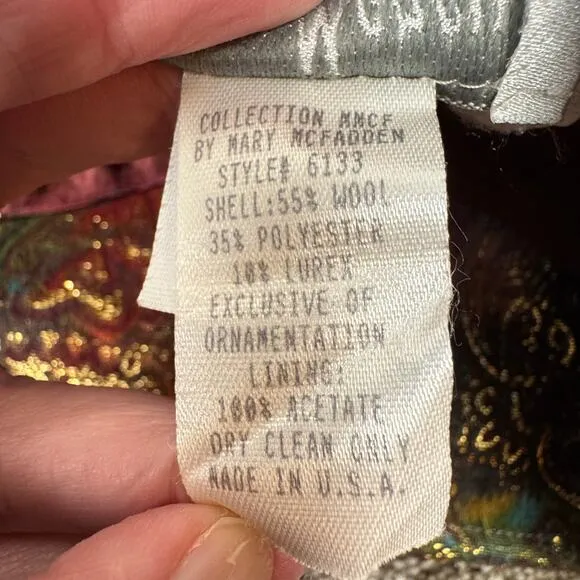 COLLECTION MMCF
BY MARY MCFADDEN
STYLE# 6133
SHELL:55% WOOL
35% POLYESTER
10% LUREX
EXCLUSIVE OF
ORNAMENTATION
LINING:
100% ACETATE
DRY CLEAN ONLY
MADE IN U.S.A.